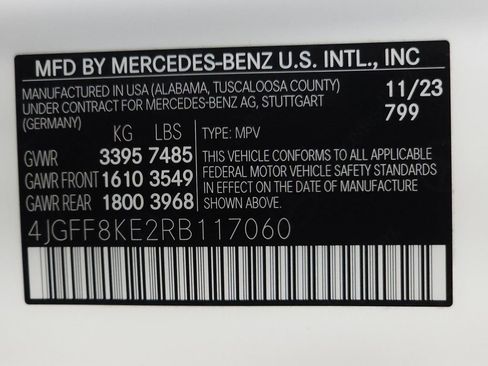 MFD BY MERCEDES-BENZ U.S. INTL., INC
MANUFACTURED IN USA (ALABAMA, TUSCALOOSA COUNTY) 11/23
UNDER CONTRACT FOR MERCEDES-BENZ AG, STUTTGART 799
(GERMANY)
KG LBS TYPE: MPV
GVWR 3395 7485 THIS VEHICLE CONFORMS TO ALL APPLICABLE
GAWR FRONT 1610 3549 FEDERAL MOTOR VEHICLE SAFETY STANDARDS
GAWR REAR 1800 3968 IN EFFECT ON THE DATE OF MANUFACTURE
SHOWN ABOVE.
4JGFF8KE2RB117060